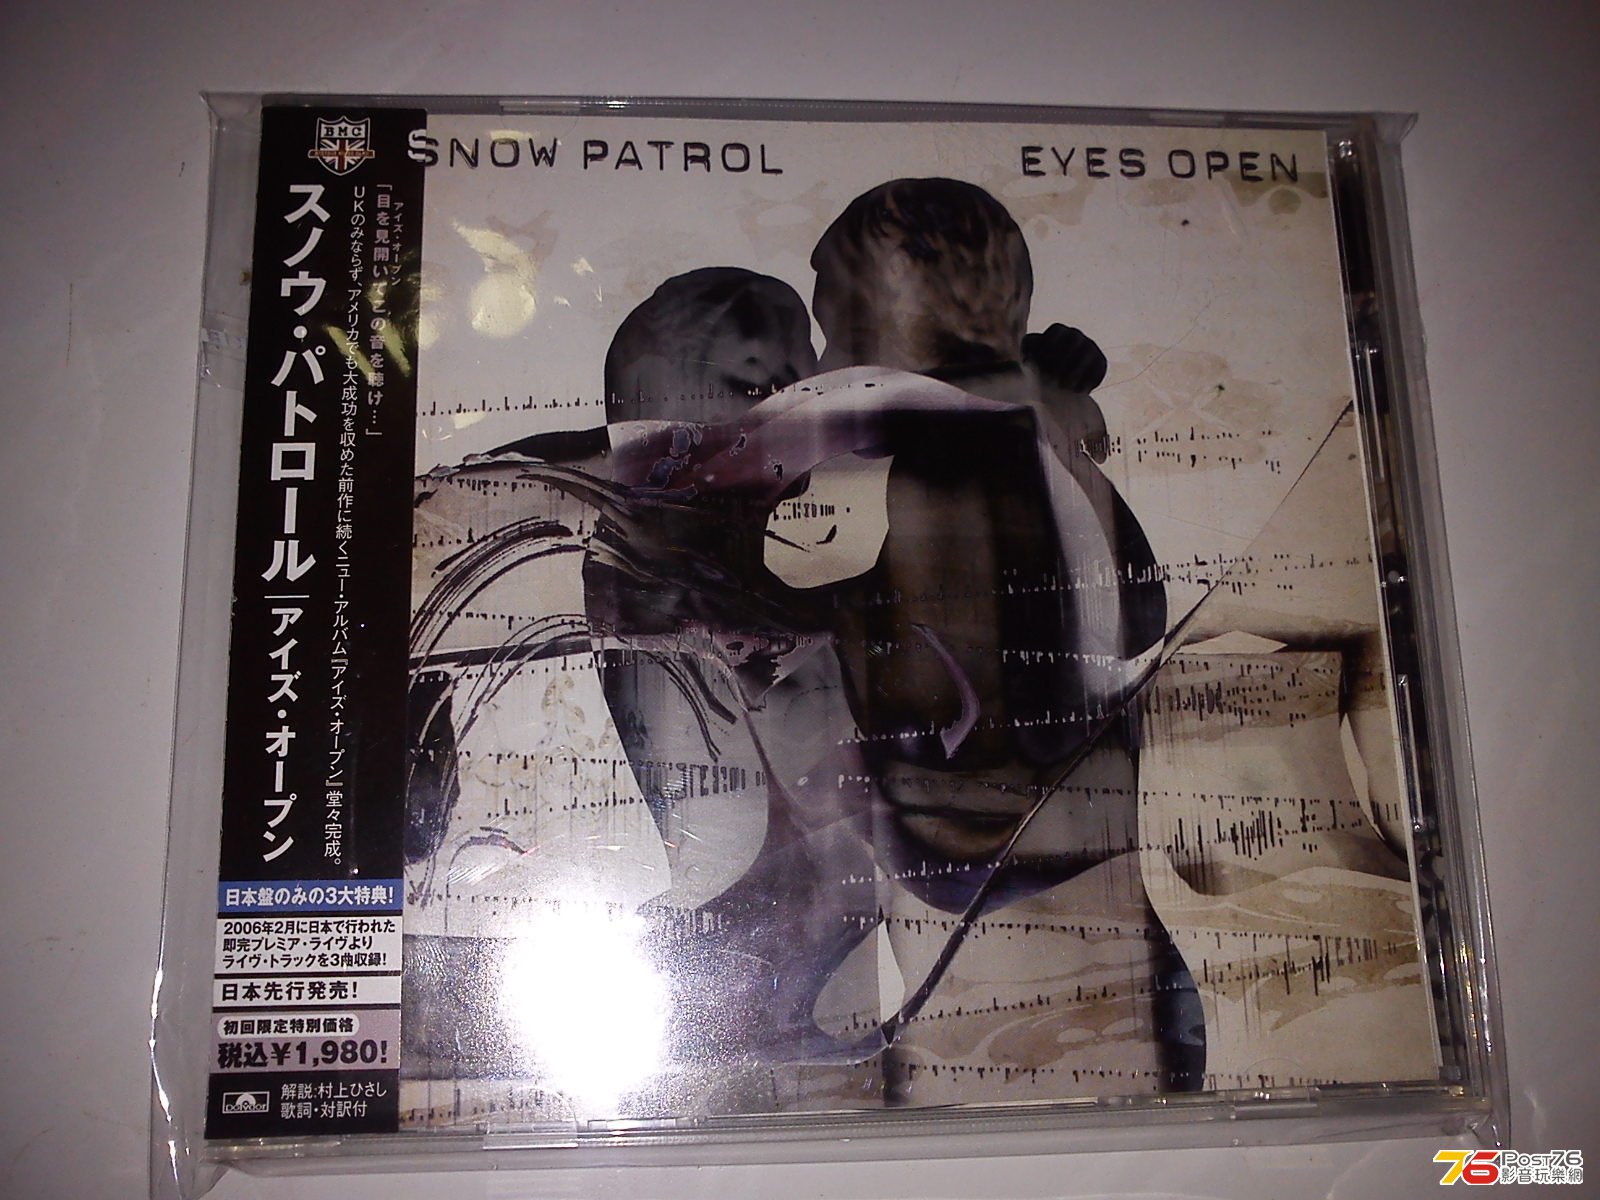 BMC
SNOW PATROL
EYES OPEN
アイズ・オープン
「目を見開いてこの音を聴け…」
UKのみならず、アメリカでも大成功を収めた前作に続くニュー・アルバム『アイズ・オープン』堂々完成。
スノウ・パトロール|アイズ・オープン
日本盤のみの3大特典!
2006年2月に日本で行われた
即完プレミア・ライヴより
ライヴ・トラックを3曲収録!
日本先行発売!
初回限定特別価格
税込¥1,980!
polydor
解説:村上ひさし
歌詞・対訳付
76 Post76
影音玩樂網